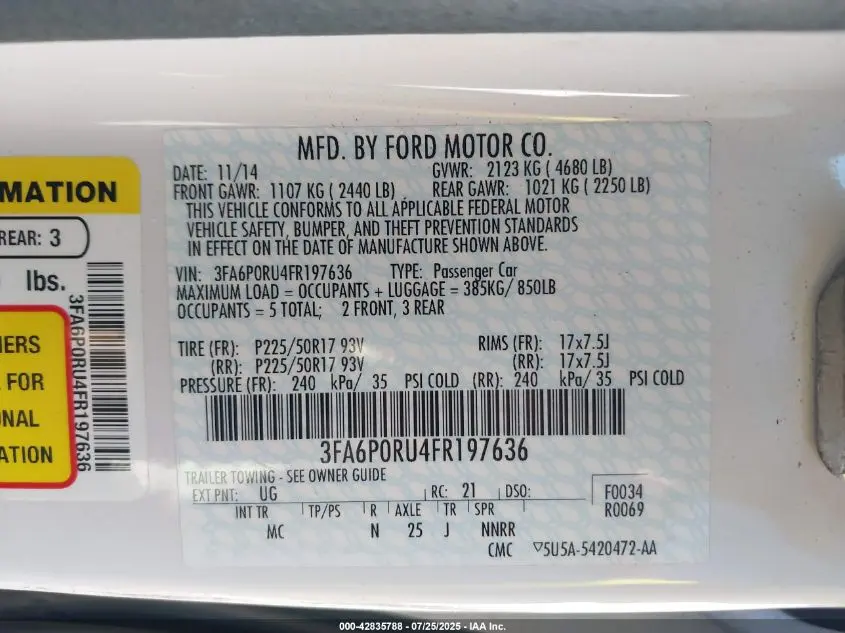 MFD. BY FORD MOTOR CO.
DATE: 11/14
GVWR: 2123 KG ( 4680 LB)
FRONT GAWR: 1107 KG ( 2440 LB)
REAR GAWR: 1021 KG ( 2250 LB)
THIS VEHICLE CONFORMS TO ALL APPLICABLE FEDERAL MOTOR
VEHICLE SAFETY, BUMPER, AND THEFT PREVENTION STANDARDS
IN EFFECT ON THE DATE OF MANUFACTURE SHOWN ABOVE.
VIN: 3FA6P0RU4FR197636 TYPE: Passenger Car
MAXIMUM LOAD = OCCUPANTS + LUGGAGE = 385KG/ 850LB
OCCUPANTS = 5 TOTAL; 2 FRONT, 3 REAR
TIRE (FR): P225/50R17 93V RIMS (FR): 17x7.5J
(RR): P225/50R17 93V (RR): 17x7.5J
PRESSURE (FR): 240 kPa/ 35 PSI COLD (RR): 240 kPa/ 35 PSI COLD
3FA6P0RU4FR197636
TRAILER TOWING - SEE OWNER GUIDE
EXT PNT: UG RC: 21 DSO:
F0034
R0069
INT TR TP/PS R AXLE TR SPR
MC N 25 J NNRR
CMC ▽5U5A-5420472-AA
MATION
REAR: 3
lbs.
3FA6P0RU4FR197636
IERS
FOR
ONAL
ATION
000-42835788 - 07/25/2025 - IAA Inc.